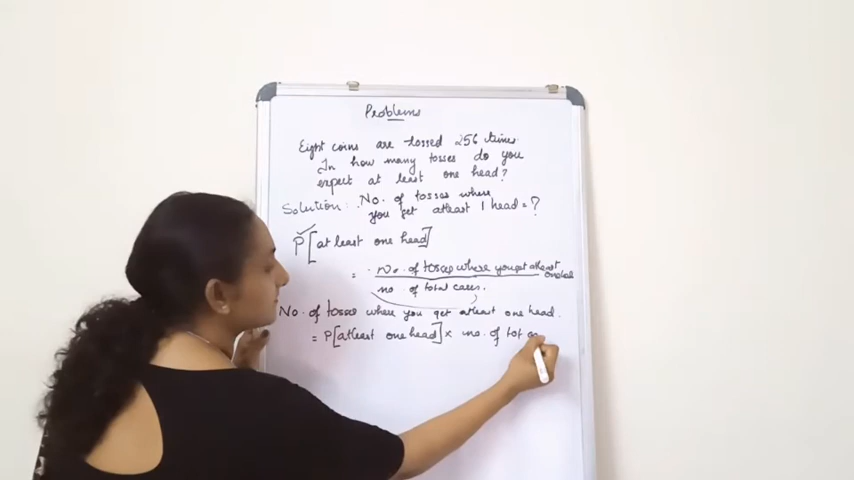 Problems
Eight coins are tossed 256 times.
In how many tosses do you
expect at least one head?
Solution: No. of tosses where
you get atleast 1 head = ?
P[at least one head]
= no. of tosses where you get atleast one head
no. of total cases.
No. of tosses where you get atleast one head.
= P[atleast one head] x no. of tot